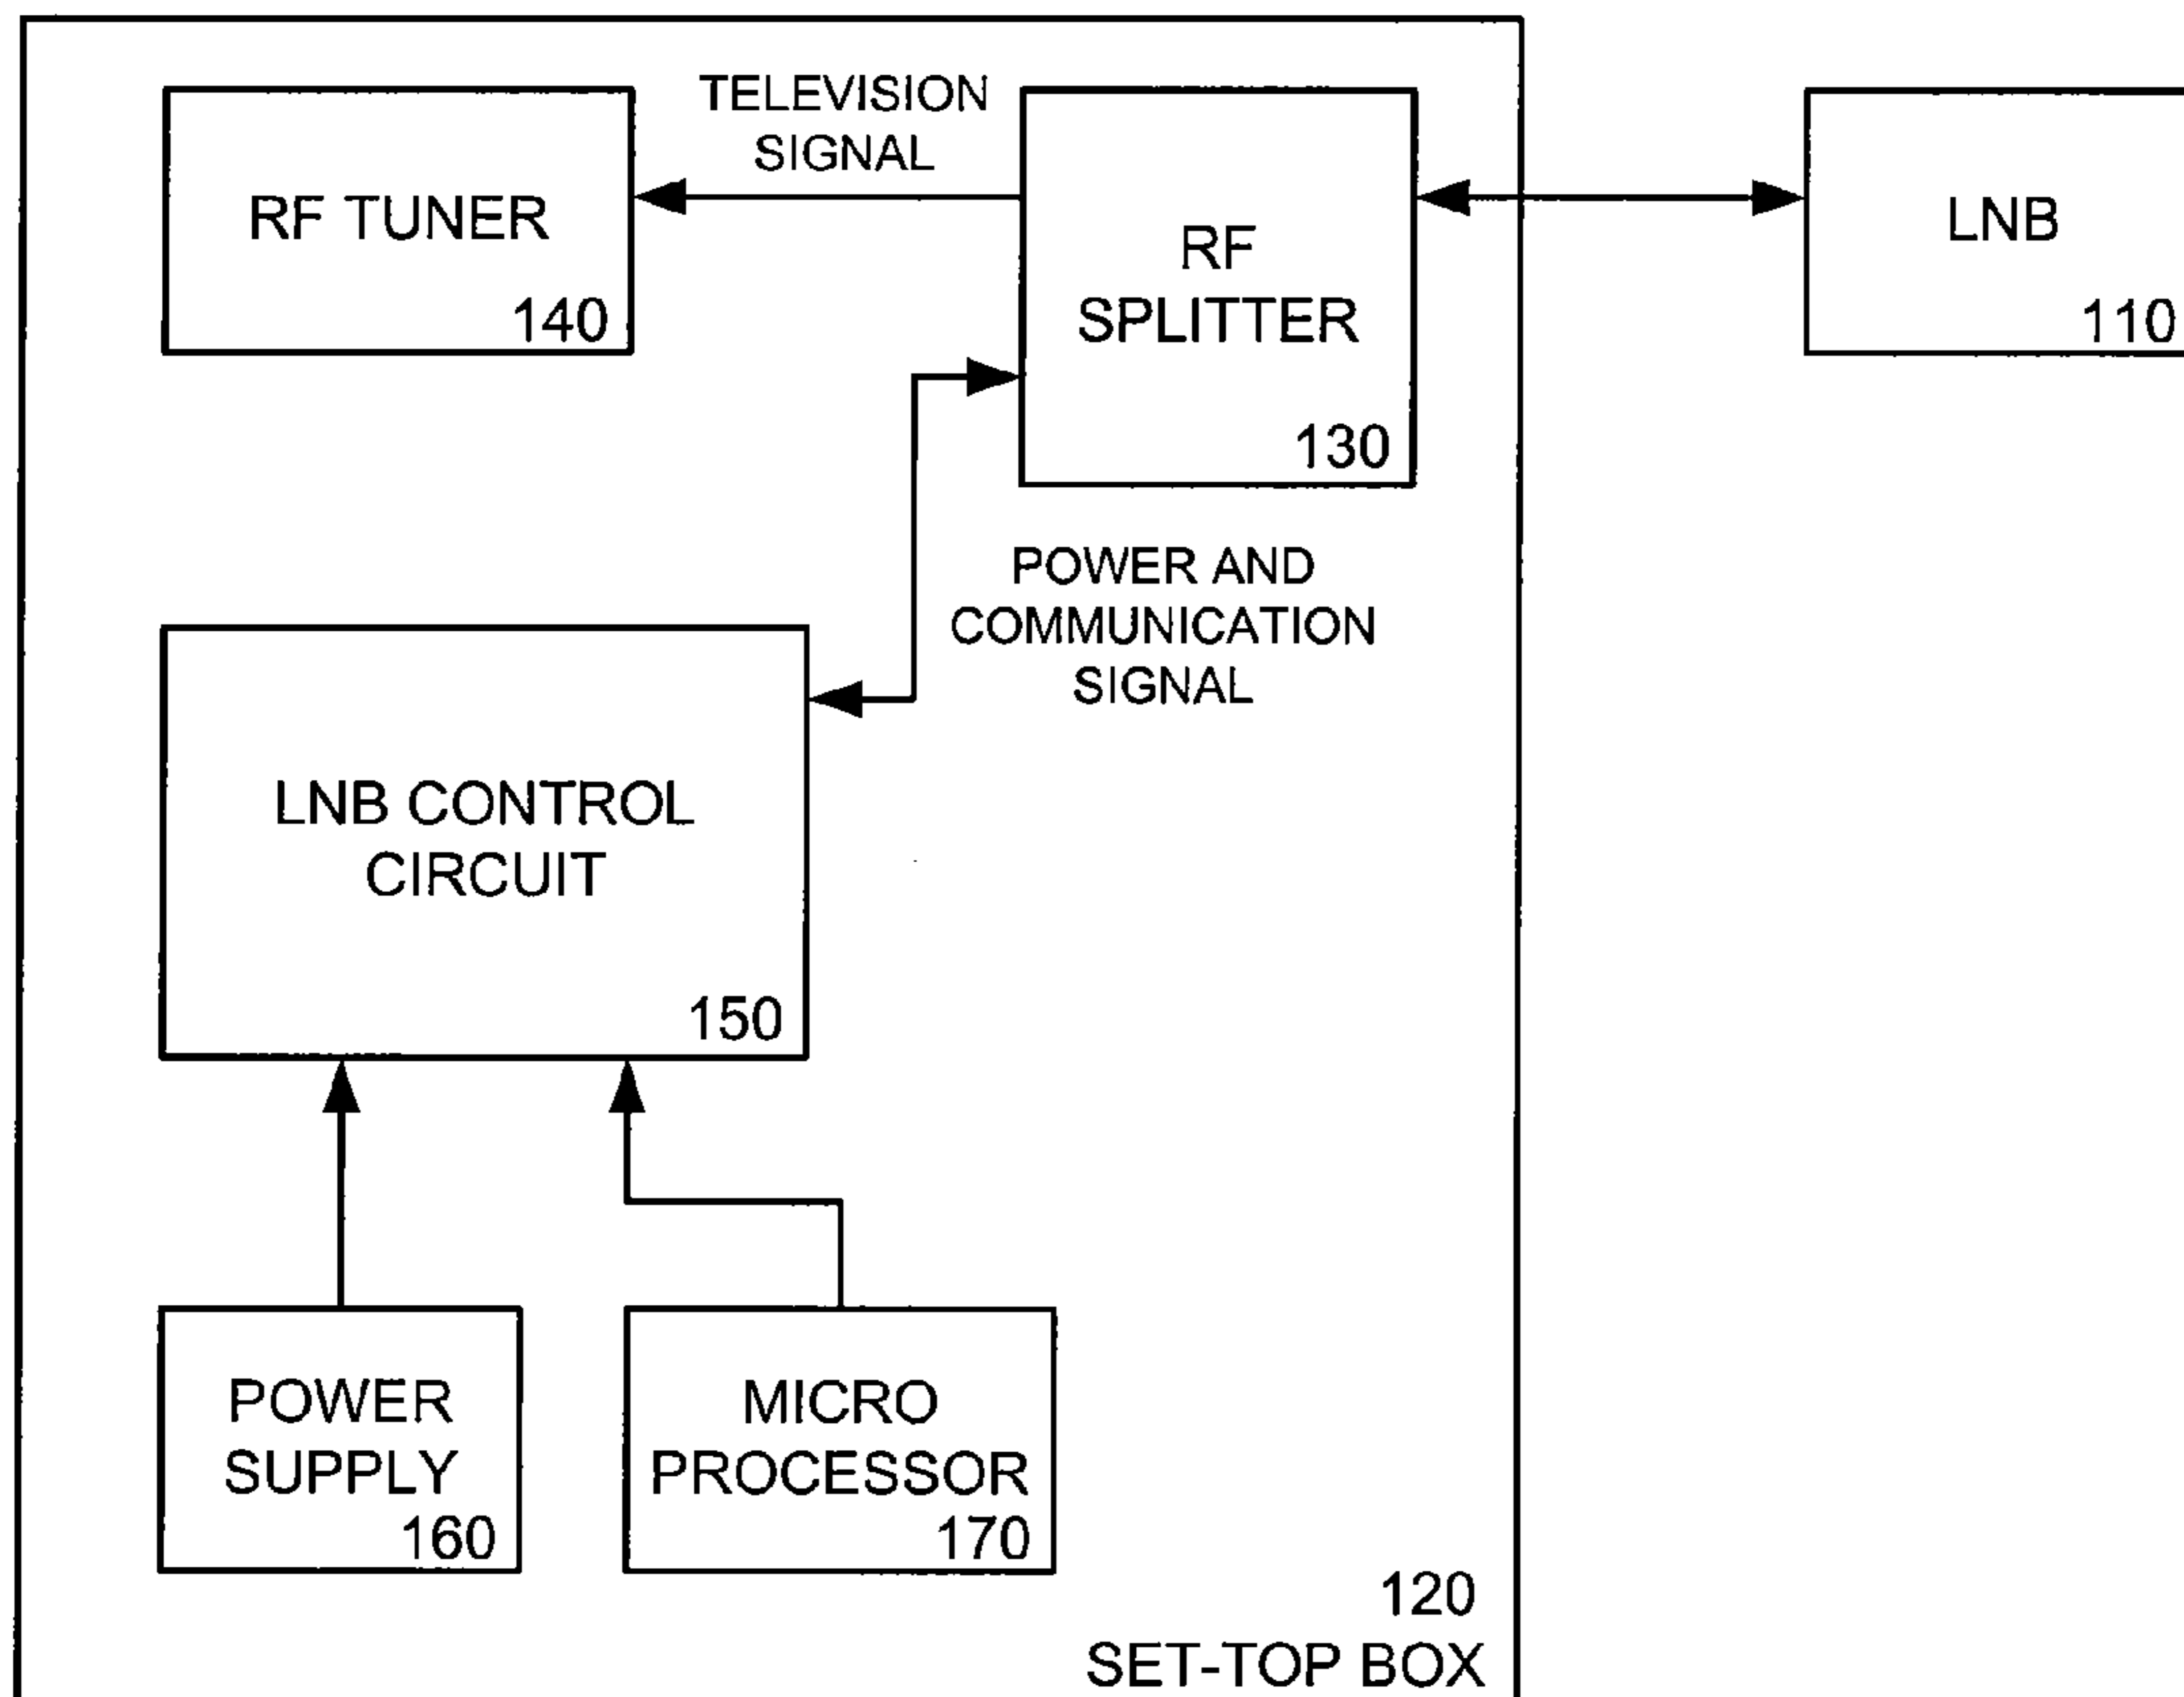 TELEVISION
SIGNAL
RF TUNER
140
RF
SPLITTER
130
LNB
110
POWER AND
COMMUNICATION
SIGNAL
LNB CONTROL
CIRCUIT
150
POWER
SUPPLY
160
MICRO
PROCESSOR
170
120
SET-TOP BOX